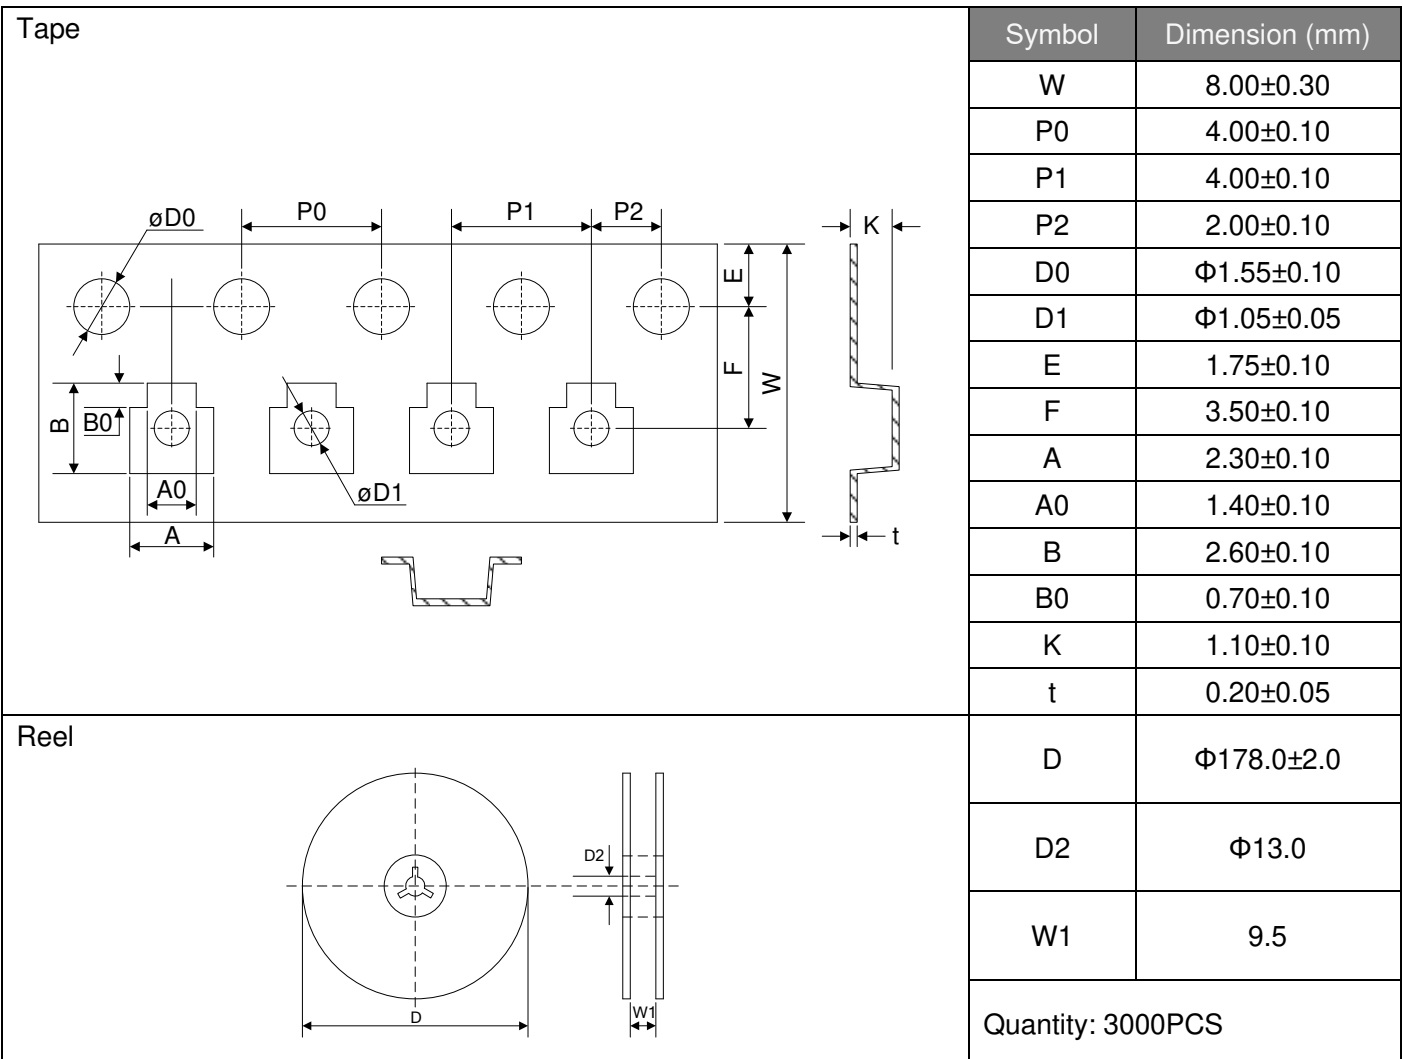 Tape
øD0
P0
P1
P2
K
E
F
W
B
B0
A0
A
øD1
t
Symbol Dimension (mm)
W 8.00±0.30
P0 4.00±0.10
P1 4.00±0.10
P2 2.00±0.10
D0 Φ1.55±0.10
D1 Φ1.05±0.05
E 1.75±0.10
F 3.50±0.10
A 2.30±0.10
A0 1.40±0.10
B 2.60±0.10
B0 0.70±0.10
K 1.10±0.10
t 0.20±0.05
Reel
D2
W1
D
D Φ178.0±2.0
D2 Φ13.0
W1 9.5
Quantity: 3000PCS